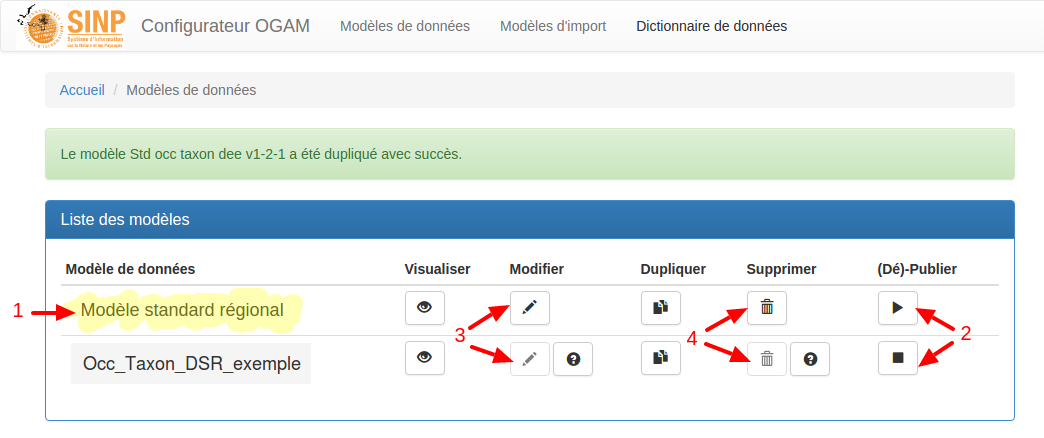 SINP
Système d'Information
sur la Nature et les Paysages
Configurateur OGAM
Modèles de données
Modèles d'import
Dictionnaire de données
Accueil / Modèles de données
Le modèle Std occ taxon dee v1-2-1 a été dupliqué avec succès.
Liste des modèles
Modèle de données Visualiser Modifier Dupliquer Supprimer (Dé)-Publier
1 Modèle standard régional
3 4 2
Occ_Taxon_DSR_exemple ? ?